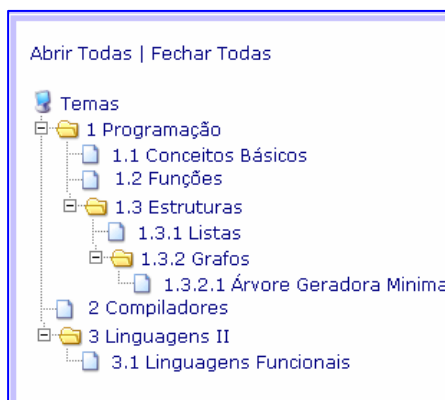 Abrir Todas | Fechar Todas
Temas
1 Programação
1.1 Conceitos Básicos
1.2 Funções
1.3 Estruturas
1.3.1 Listas
1.3.2 Grafos
1.3.2.1 Árvore Geradora Minima
2 Compiladores
3 Linguagens II
3.1 Linguagens Funcionais